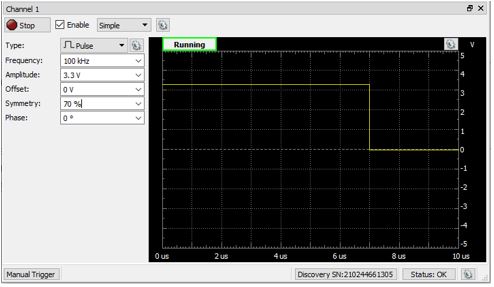 Channel 1
Stop Enable Simple
Type: Pulse
Frequency: 100 kHz
Amplitude: 3.3 V
Offset: 0 V
Symmetry: 70 %
Phase: 0 °
Running V
5
4
3
2
1
0
-1
-2
-3
-4
-5
0 us 2 us 4 us 6 us 8 us 10 us
Manual Trigger Discovery SN:210244661305 Status: OK